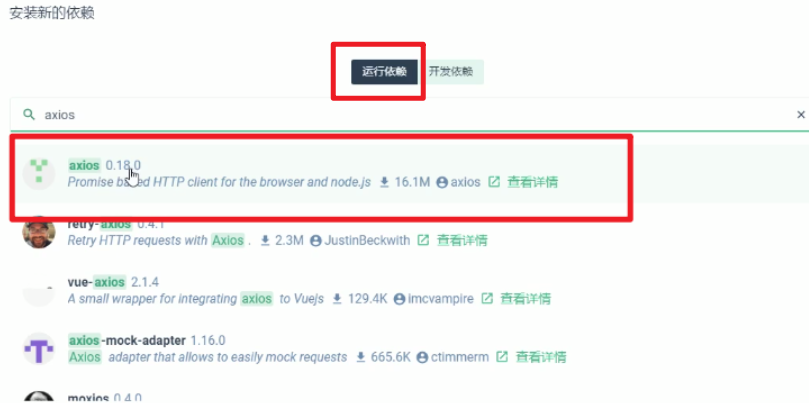 安装新的依赖
运行依赖 开发依赖
axios
axios 0.18.0
Promise based HTTP client for the browser and node.js 16.1M axios 查看详情
retry-axios 0.4.1
Retry HTTP requests with Axios . 2.3M JustinBeckwith 查看详情
vue-axios 2.1.4
A small wrapper for integrating axios to Vuejs 129.4K imcvampire 查看详情
axios-mock-adapter 1.16.0
Axios adapter that allows to easily mock requests 665.6K ctimmerm 查看详情
moxios 0.4.0